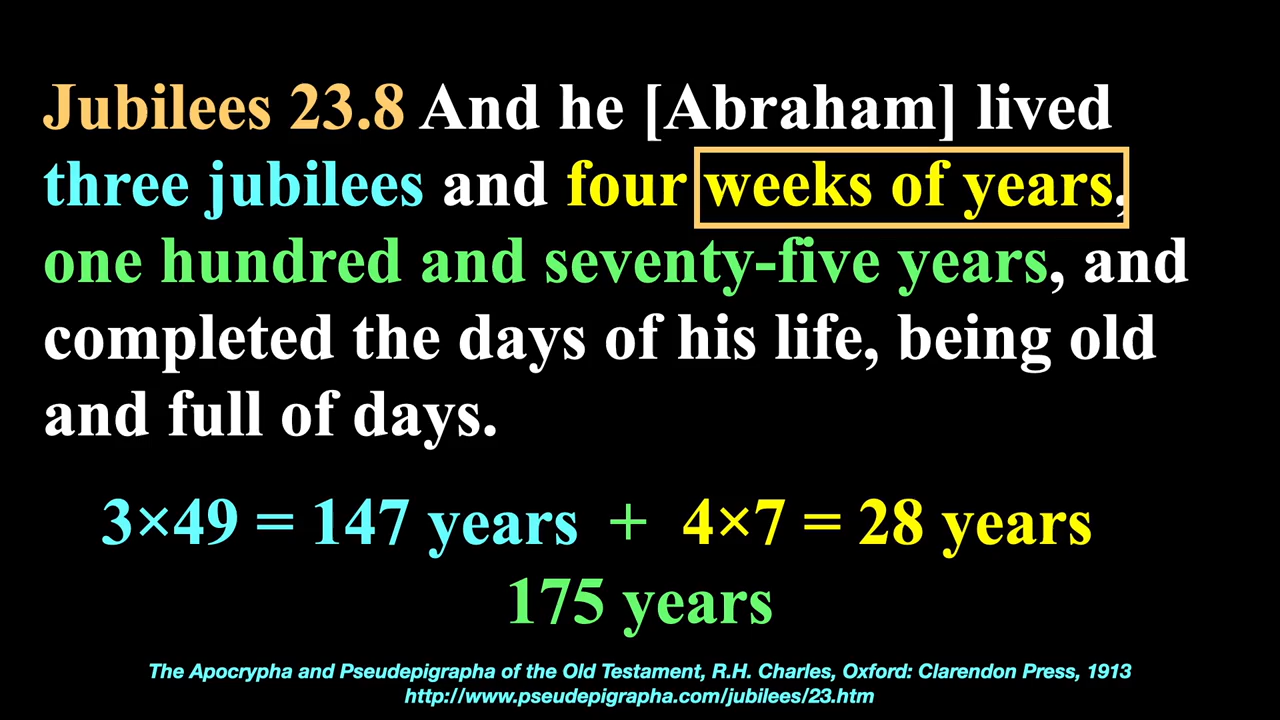 Jubilees 23.8 And he [Abraham] lived
three jubilees and four weeks of years,
one hundred and seventy-five years, and
completed the days of his life, being old
and full of days.
3×49 = 147 years + 4×7 = 28 years
175 years
The Apocrypha and Pseudepigrapha of the Old Testament, R.H. Charles, Oxford: Clarendon Press, 1913
http://www.pseudepigrapha.com/jubilees/23.htm